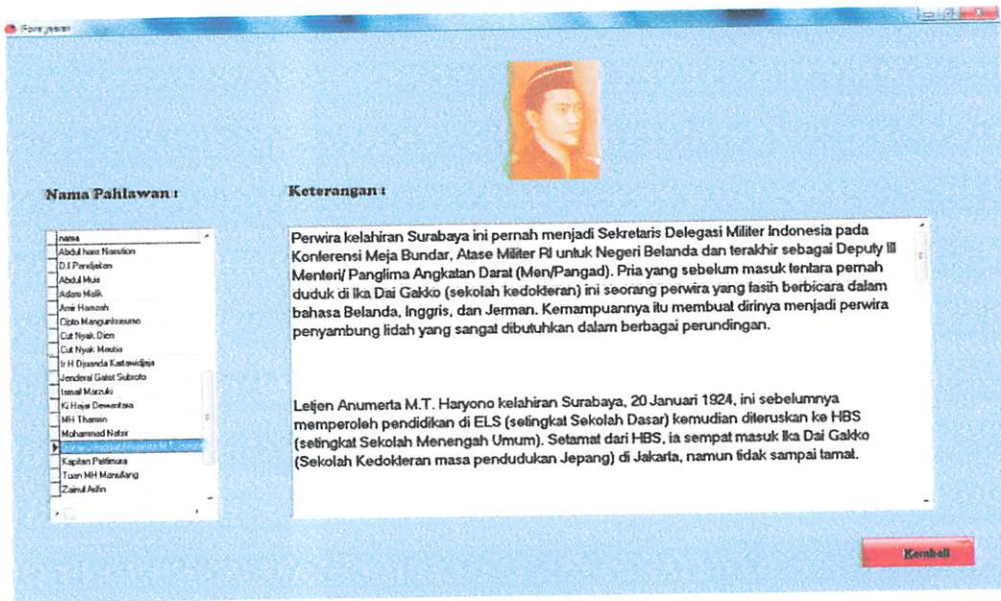 Nama Pahlawan :
Keterangan :
nama
Abdul haris Nasution
D.I Pandjaitan
Abdul Muis
Adam Malik
Amir Hamzah
Cipto Mangunkusumo
Cut Nyak Dien
Cut Nyak Meutia
Ir H Djuanda Kartawidjaja
Jenderal Gatot Subroto
Ismail Marzuki
Ki Hajar Dewantara
MH Thamrin
Mohammad Natsir
Kapitan Pattimura
Tuan MH Manullang
Zainul Arifin
Perwira kelahiran Surabaya ini pernah menjadi Sekretaris Delegasi Militer Indonesia pada
Konferensi Meja Bundar, Atase Militer RI untuk Negeri Belanda dan terakhir sebagai Deputy III
Menteri/ Panglima Angkatan Darat (Men/Pangad). Pria yang sebelum masuk tentara pernah
duduk di Ika Dai Gakko (sekolah kedokteran) ini seorang perwira yang fasih berbicara dalam
bahasa Belanda, Inggris, dan Jerman. Kemampuannya itu membuat dirinya menjadi perwira
penyambung lidah yang sangat dibutuhkan dalam berbagai perundingan.
Letjen Anumerta M.T. Haryono kelahiran Surabaya, 20 Januari 1924, ini sebelumnya
memperoleh pendidikan di ELS (setingkat Sekolah Dasar) kemudian diteruskan ke HBS
(setingkat Sekolah Menengah Umum). Setamat dari HBS, ia sempat masuk Ika Dai Gakko
(Sekolah Kedokteran masa pendudukan Jepang) di Jakarta, namun tidak sampai tamat.
Kembali